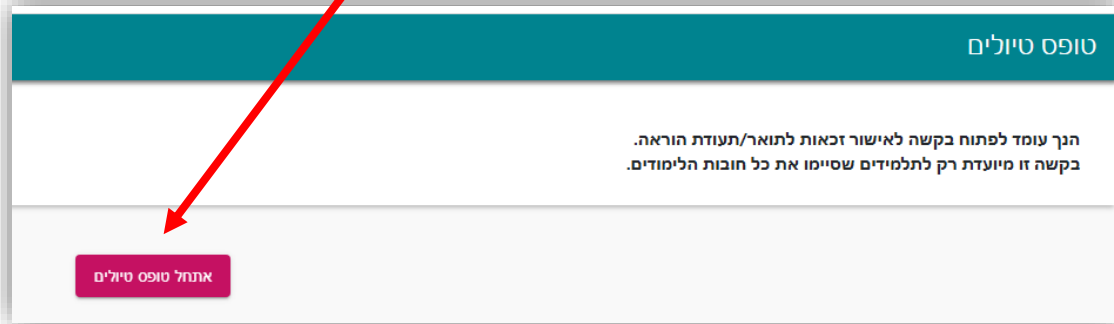 טופס טיולים
הנך עומד לפתוח בקשה לאישור זכאות לתואר/תעודת הוראה.
בקשה זו מיועדת רק לתלמידים שסיימו את כל חובות הלימודים.
אתחל טופס טיולים